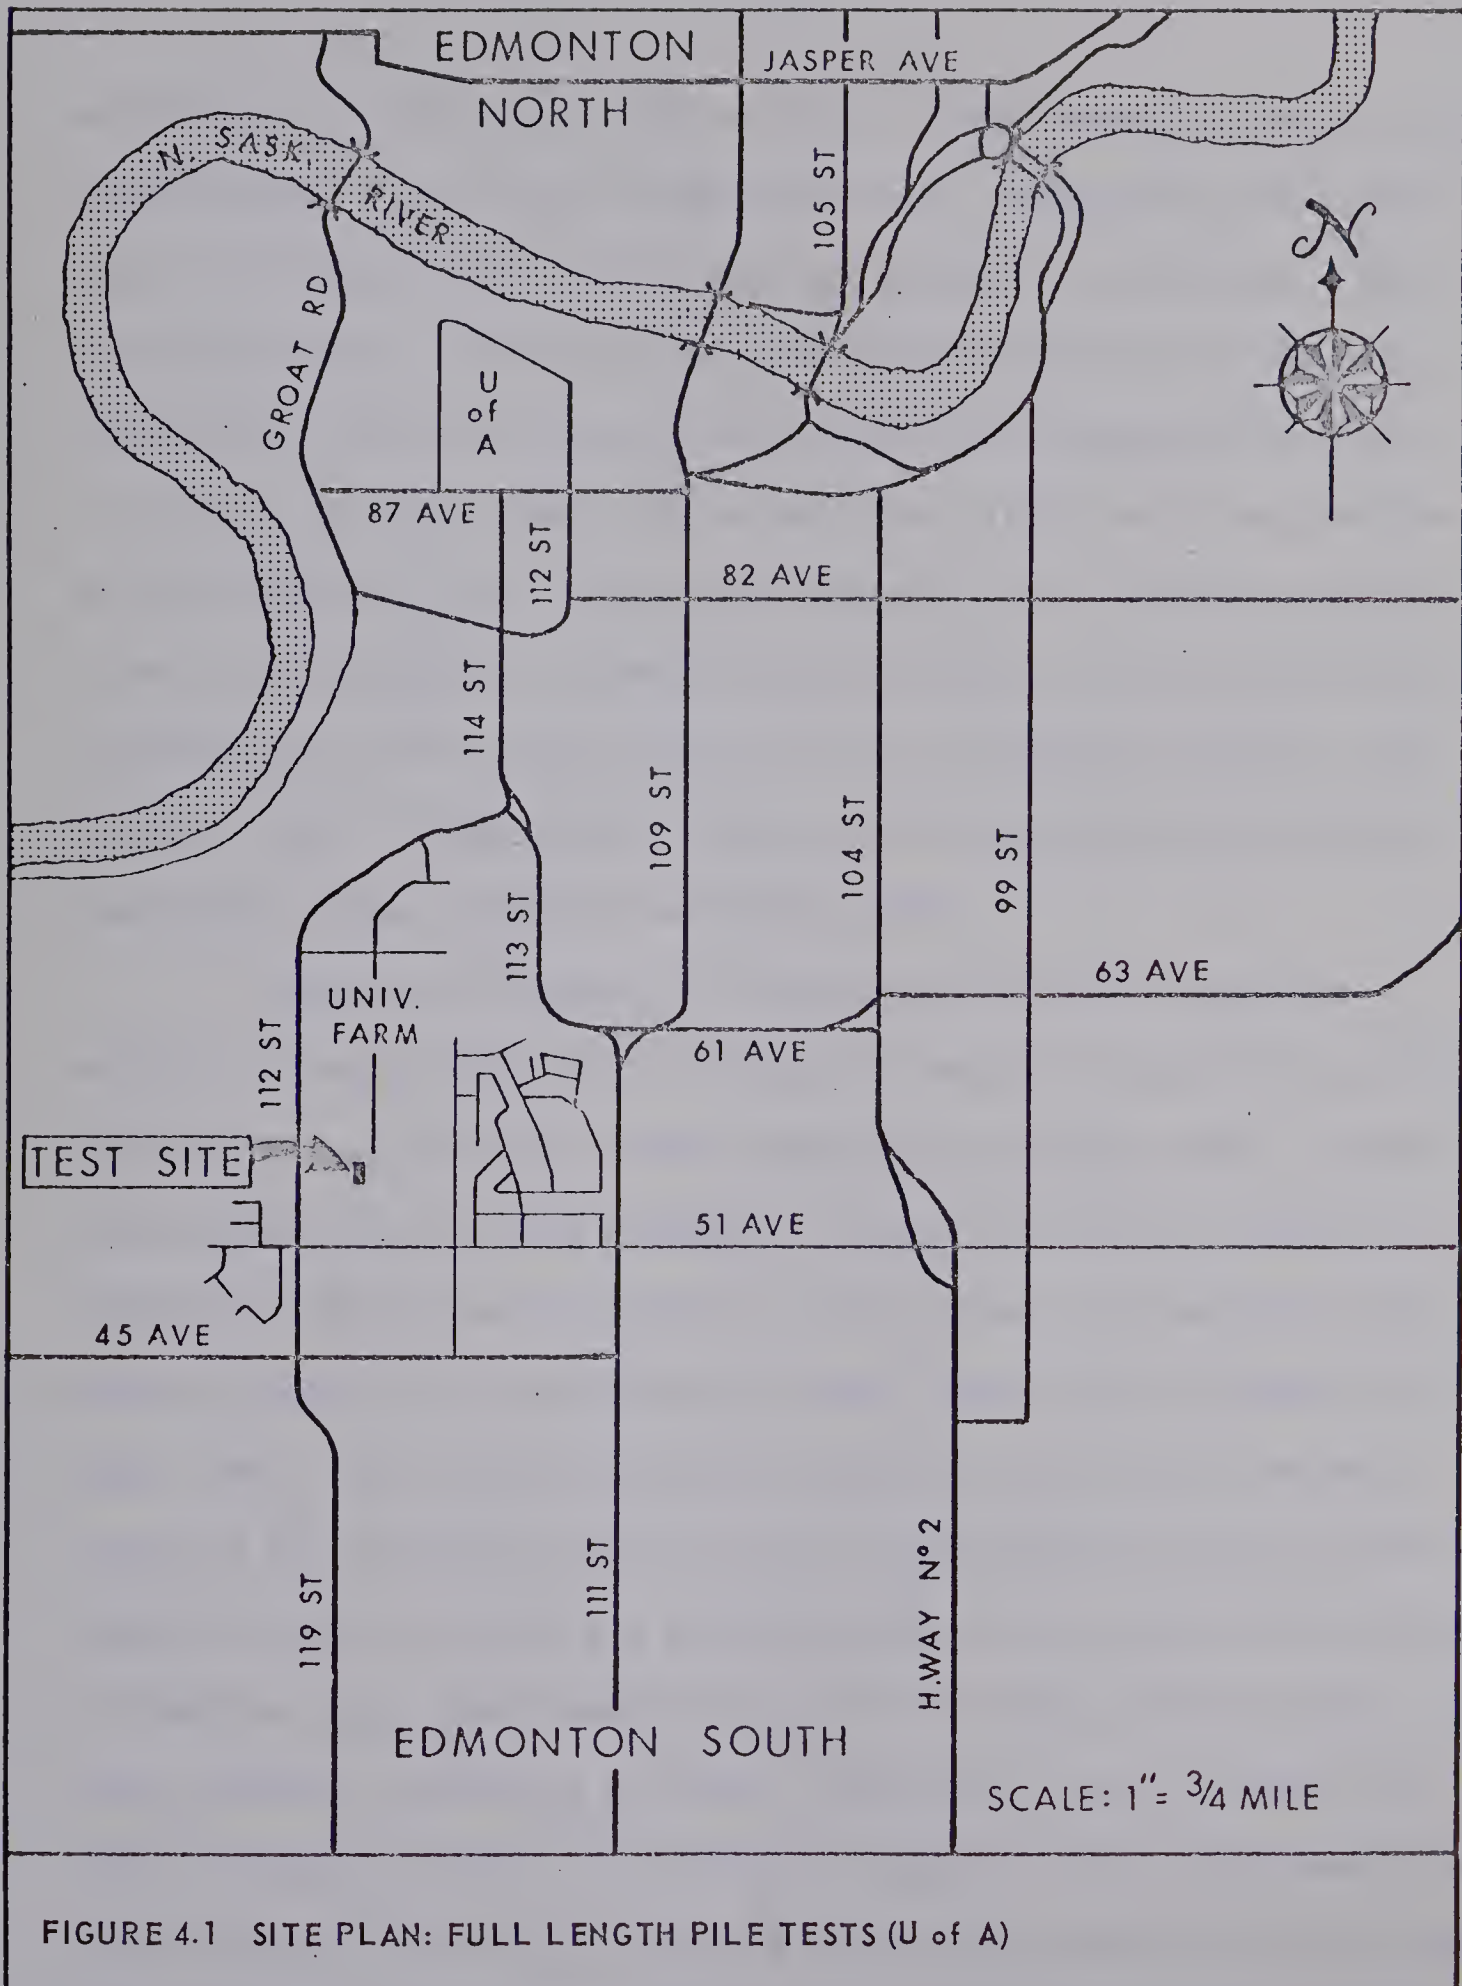 EDMONTON
JASPER AVE
NORTH
N. SASK.
RIVER
105 ST
N
GROAT RD
U
of
A
87 AVE
112 ST
82 AVE
114 ST
109 ST
104 ST
99 ST
113 ST
63 AVE
UNIV.
FARM
112 ST
61 AVE
TEST SITE
51 AVE
45 AVE
119 ST
111 ST
H.WAY Nº 2
EDMONTON SOUTH
SCALE: 1"= 3/4 MILE
FIGURE 4.1 SITE PLAN: FULL LENGTH PILE TESTS (U of A)